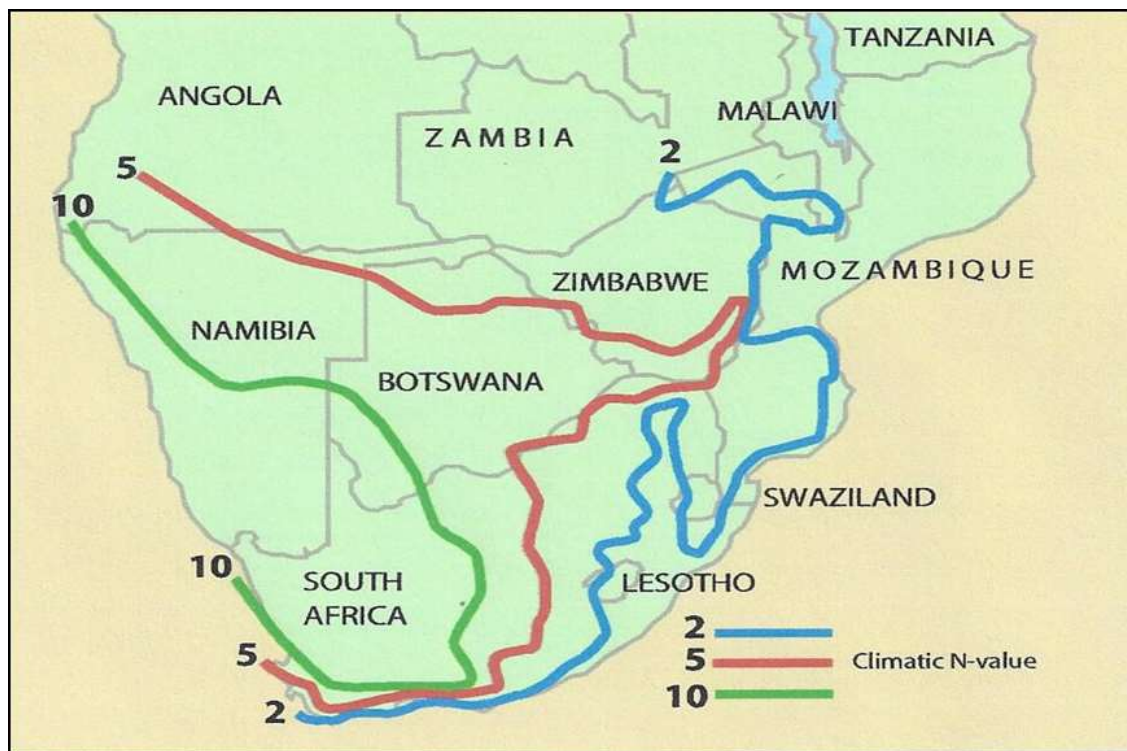 TANZANIA
ANGOLA
MALAWI
ZAMBIA
2
5
10
MOZAMBIQUE
ZIMBABWE
NAMIBIA
BOTSWANA
SWAZILAND
10
SOUTH
AFRICA
LESOTHO
2
5
5 Climatic N-value
10
2